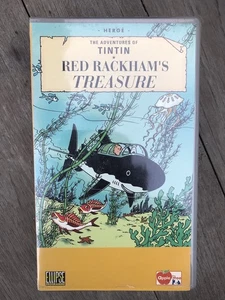 HERGÉ
THE ADVENTURES OF
TINTIN
RED RACKHAM'S
TREASURE
ELLIPSE